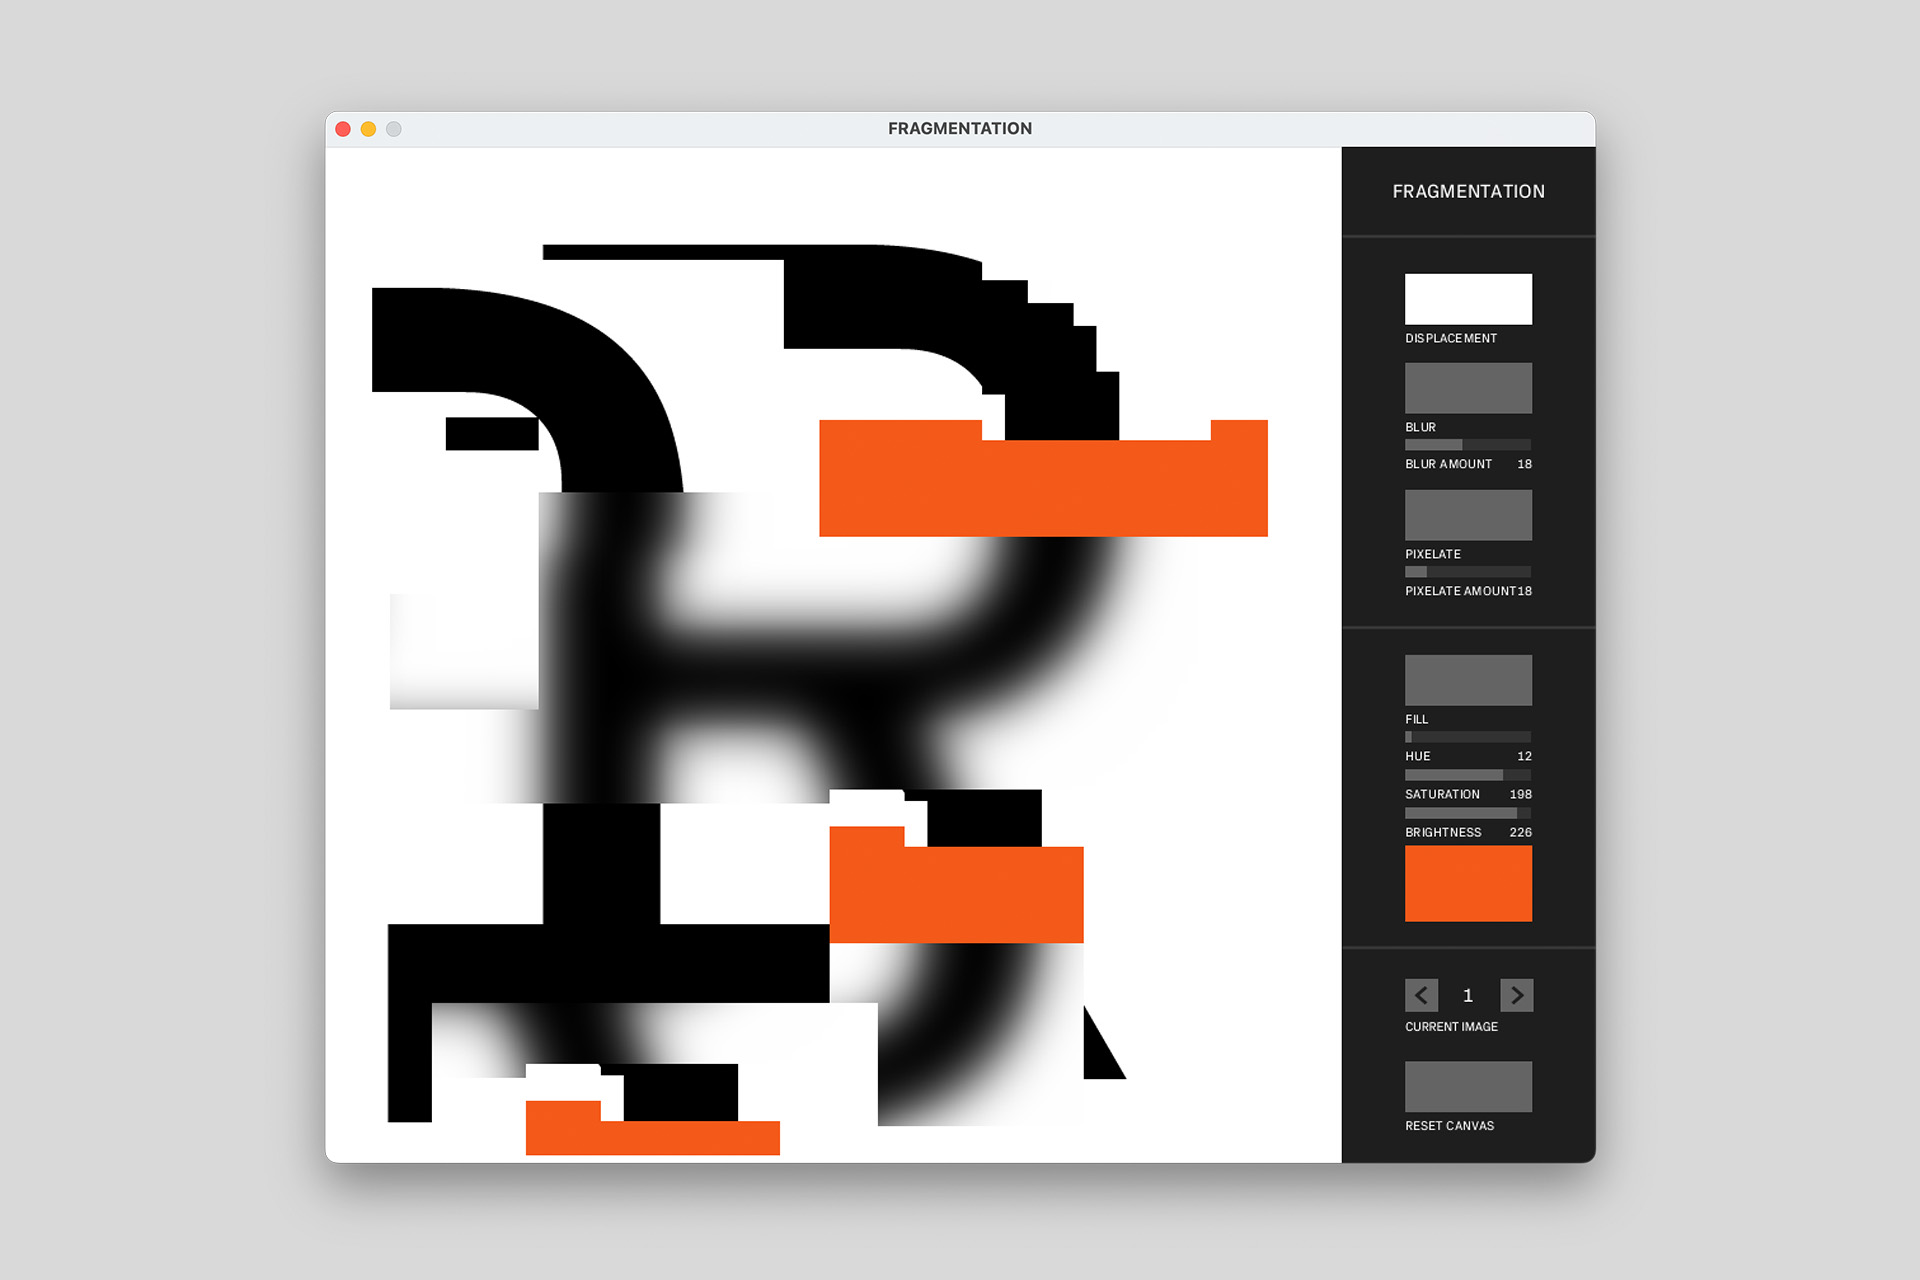 FRAGMENTATION
FRAGMENTATION
DISPLACEMENT
BLUR
BLUR AMOUNT 18
PIXELATE
PIXELATE AMOUNT18
FILL
HUE 12
SATURATION 198
BRIGHTNESS 226
< 1 >
CURRENT IMAGE
RESET CANVAS